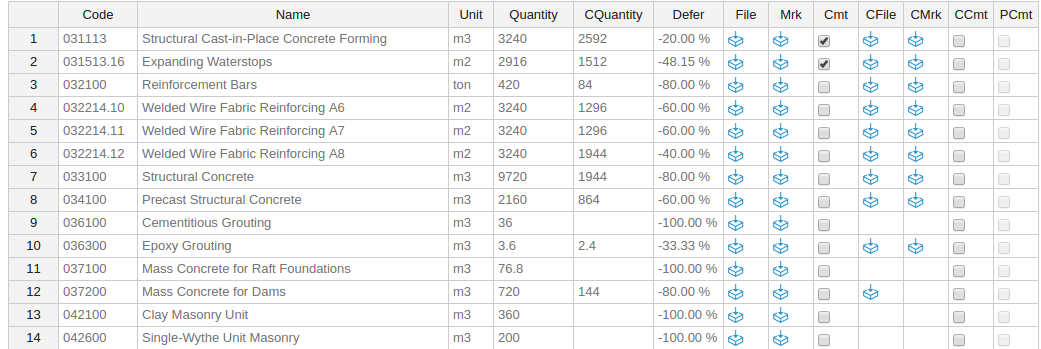 Code Name Unit Quantity CQuantity Defer File Mrk Cmt CFile CMrk CCmt PCmt
1 031113 Structural Cast-in-Place Concrete Forming m3 3240 2592 -20.00 %
2 031513.16 Expanding Waterstops m2 2916 1512 -48.15 %
3 032100 Reinforcement Bars ton 420 84 -80.00 %
4 032214.10 Welded Wire Fabric Reinforcing A6 m2 3240 1296 -60.00 %
5 032214.11 Welded Wire Fabric Reinforcing A7 m2 3240 1296 -60.00 %
6 032214.12 Welded Wire Fabric Reinforcing A8 m2 3240 1944 -40.00 %
7 033100 Structural Concrete m3 9720 1944 -80.00 %
8 034100 Precast Structural Concrete m3 2160 864 -60.00 %
9 036100 Cementitious Grouting m3 36 -100.00 %
10 036300 Epoxy Grouting m3 3.6 2.4 -33.33 %
11 037100 Mass Concrete for Raft Foundations m3 76.8 -100.00 %
12 037200 Mass Concrete for Dams m3 720 144 -80.00 %
13 042100 Clay Masonry Unit m3 360 -100.00 %
14 042600 Single-Wythe Unit Masonry m3 200 -100.00 %